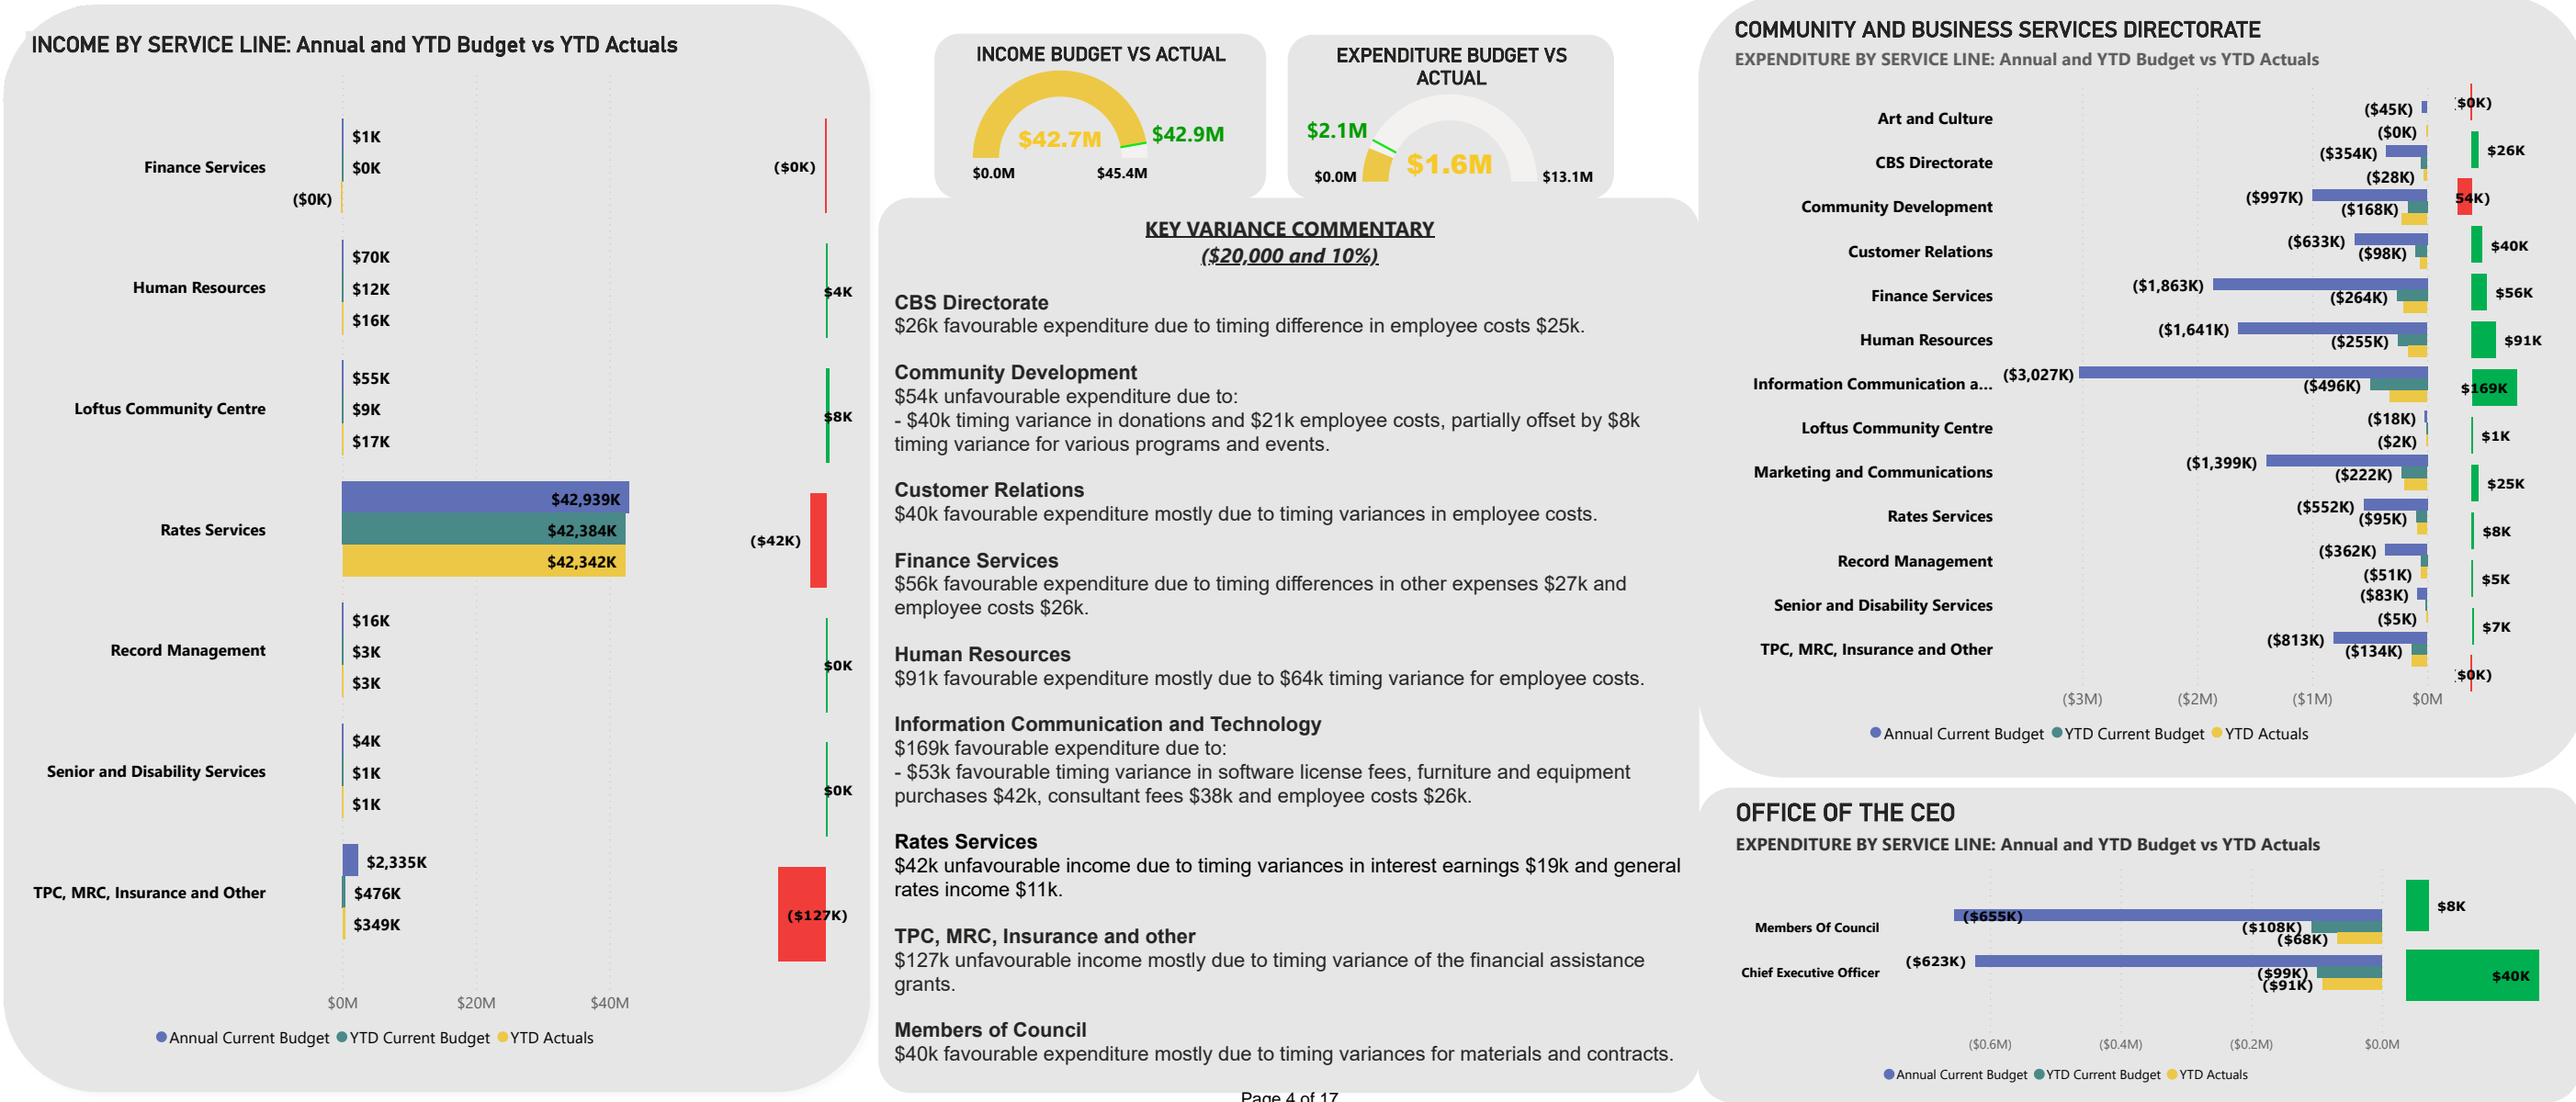 INCOME BY SERVICE LINE: Annual and YTD Budget vs YTD Actuals
Finance Services
$1K
$0K
($0K)
($0K)
Human Resources
$70K
$12K
$16K
$4K
Loftus Community Centre
$55K
$9K
$17K
$8K
Rates Services
$42,939K
$42,384K
$42,342K
($42K)
Record Management
$16K
$3K
$3K
$0K
Senior and Disability Services
$4K
$1K
$1K
$0K
TPC, MRC, Insurance and Other
$2,335K
$476K
$349K
($127K)
$0M $20M $40M
Annual Current Budget YTD Current Budget YTD Actuals
INCOME BUDGET VS ACTUAL
$42.7M
$42.9M
$0.0M
$45.4M
EXPENDITURE BUDGET VS
ACTUAL
$2.1M
$1.6M
$0.0M
$13.1M
KEY VARIANCE COMMENTARY
($20,000 and 10%)
CBS Directorate
$26k favourable expenditure due to timing difference in employee costs $25k.
Community Development
$54k unfavourable expenditure due to:
- $40k timing variance in donations and $21k employee costs, partially offset by $8k
timing variance for various programs and events.
Customer Relations
$40k favourable expenditure mostly due to timing variances in employee costs.
Finance Services
$56k favourable expenditure due to timing differences in other expenses $27k and
employee costs $26k.
Human Resources
$91k favourable expenditure mostly due to $64k timing variance for employee costs.
Information Communication and Technology
$169k favourable expenditure due to:
- $53k favourable timing variance in software license fees, furniture and equipment
purchases $42k, consultant fees $38k and employee costs $26k.
Rates Services
$42k unfavourable income due to timing variances in interest earnings $19k and general
rates income $11k.
TPC, MRC, Insurance and other
$127k unfavourable income mostly due to timing variance of the financial assistance
grants.
Members of Council
$40k favourable expenditure mostly due to timing variances for materials and contracts.
Page 4 of 17
COMMUNITY AND BUSINESS SERVICES DIRECTORATE
EXPENDITURE BY SERVICE LINE: Annual and YTD Budget vs YTD Actuals
Art and Culture
($45K)
($0K)
($0K)
CBS Directorate
($354K)
($28K)
$26K
Community Development
($997K)
($168K)
54K)
Customer Relations
($633K)
($98K)
$40K
Finance Services
($1,863K)
($264K)
$56K
Human Resources
($1,641K)
($255K)
$91K
Information Communication a...
($3,027K)
($496K)
$169K
Loftus Community Centre
($18K)
($2K)
$1K
Marketing and Communications
($1,399K)
($222K)
$25K
Rates Services
($552K)
($95K)
$8K
Record Management
($362K)
($51K)
$5K
Senior and Disability Services
($83K)
($5K)
$7K
TPC, MRC, Insurance and Other
($813K)
($134K)
($0K)
($3M) ($2M) ($1M) $0M
Annual Current Budget YTD Current Budget YTD Actuals
OFFICE OF THE CEO
EXPENDITURE BY SERVICE LINE: Annual and YTD Budget vs YTD Actuals
Members Of Council
($655K)
($108K)
($68K)
$8K
Chief Executive Officer
($623K)
($99K)
($91K)
$40K
($0.6M) ($0.4M) ($0.2M) $0.0M
Annual Current Budget YTD Current Budget YTD Actuals